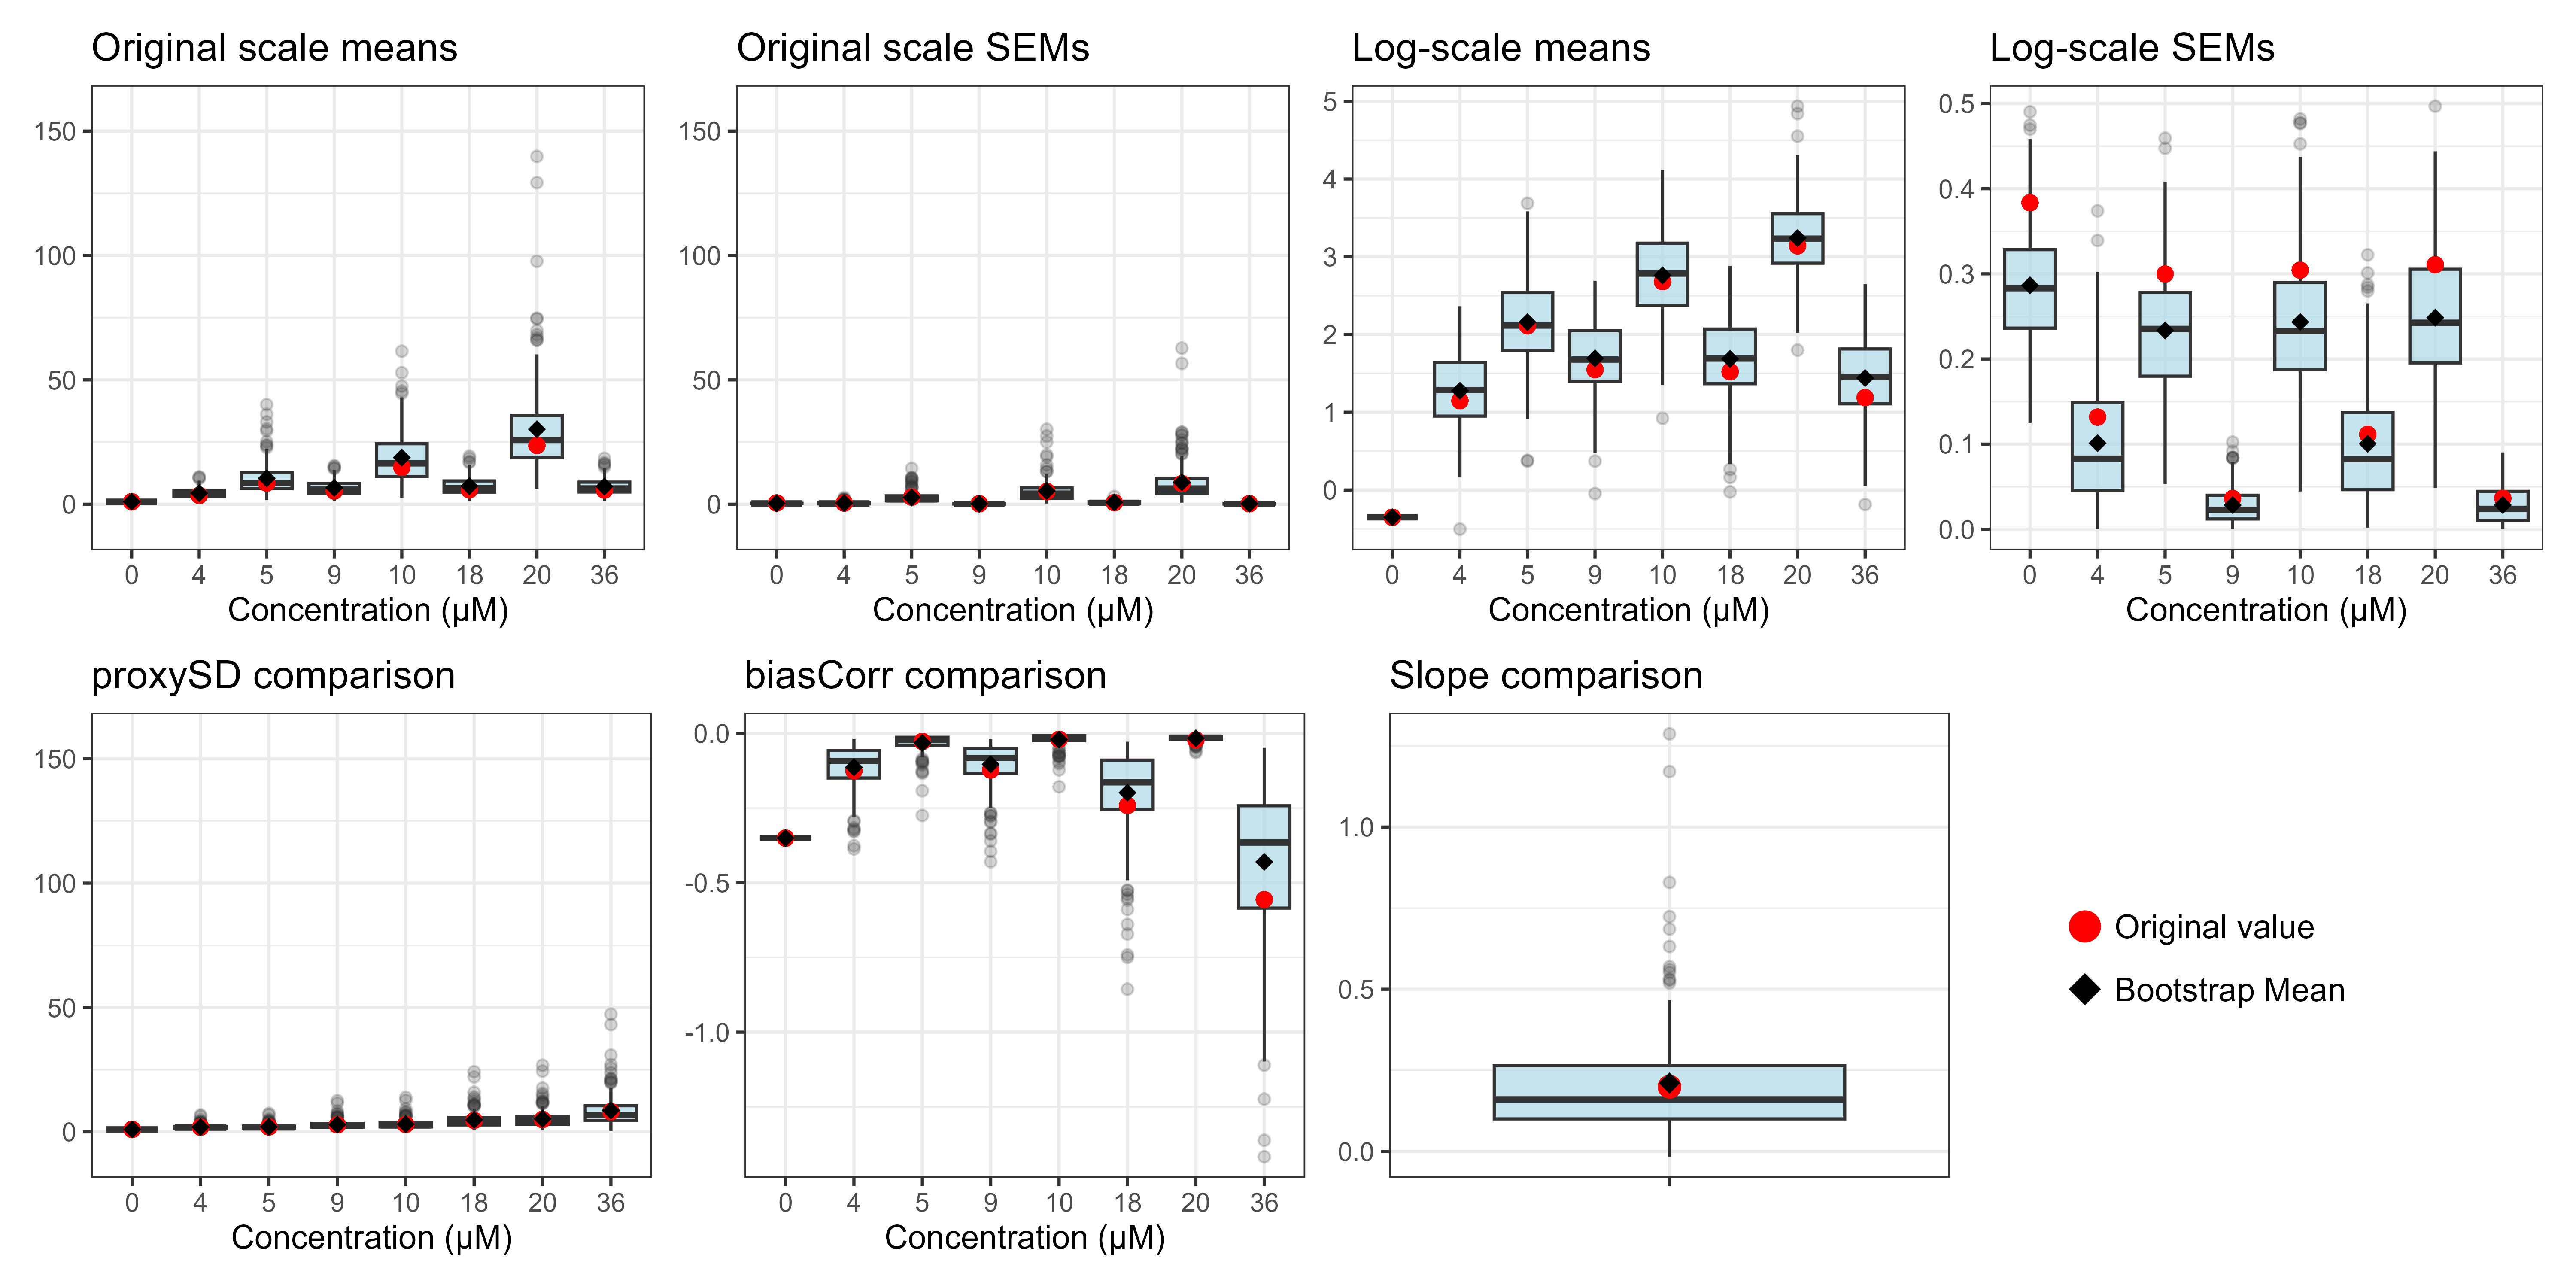 Original scale means
150
100
50
0
0 4 5 9 10 18 20 36
Concentration (µM)
Original scale SEMs
150
100
50
0
0 4 5 9 10 18 20 36
Concentration (µM)
Log-scale means
5
4
3
2
1
0
0 4 5 9 10 18 20 36
Concentration (µM)
Log-scale SEMs
0.5
0.4
0.3
0.2
0.1
0.0
0 4 5 9 10 18 20 36
Concentration (µM)
proxySD comparison
150
100
50
0
0 4 5 9 10 18 20 36
Concentration (µM)
biasCorr comparison
0.0
-0.5
-1.0
0 4 5 9 10 18 20 36
Concentration (µM)
Slope comparison
1.0
0.5
0.0
Original value
Bootstrap Mean